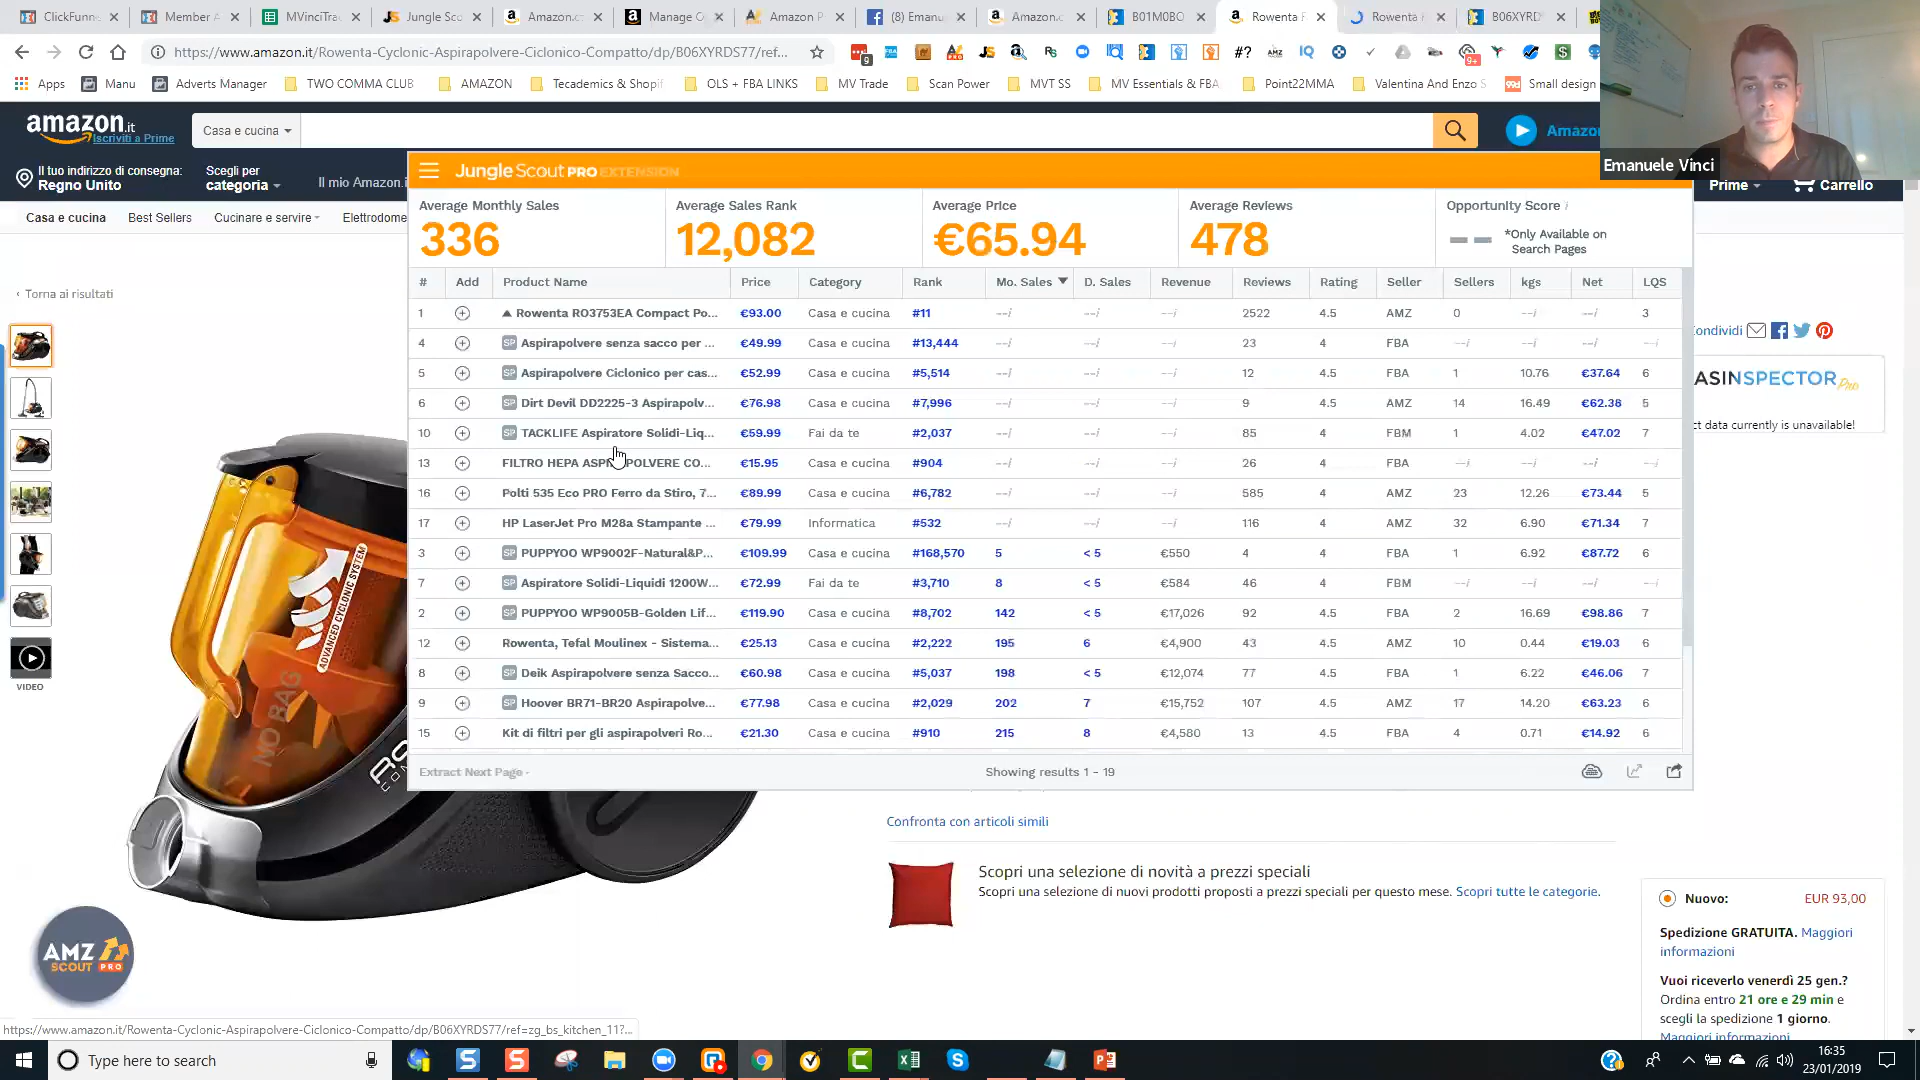 ClickFunne
Member A
MVinciTra
Jungle Sco
Amazon.c
Manage O
Amazon P
(8) Emanu
Amazon.c
B01M0BO
Rowenta F
Rowenta
B06XYRDS
https://www.amazon.it/Rowenta-Cyclonic-Aspirapolvere-Ciclonico-Compatto/dp/B06XYRDS77/ref...
Apps
Manu
Adverts Manager
TWO COMMA CLUB
AMAZON
Tecademics & Shopif
OLS + FBA LINKS
MV Trade
Scan Power
MVT SS
MV Essentials & FBA
Point22MMA
Valentina And Enzo S
Small design
amazon.it
Iscriviti a Prime
Casa e cucina
Amazo
Emanuele Vinci
Il tuo indirizzo di consegna:
Regno Unito
Scegli per
categoria
Il mio Amazon.i
Prime
Carrello
Casa e cucina
Best Sellers
Cucinare e servire
Elettrodome
Jungle Scout PRO EXTENSION
Average Monthly Sales
336
Average Sales Rank
12,082
Average Price
€65.94
Average Reviews
478
Opportunity Score i
*Only Available on
Search Pages
# Add Product Name Price Category Rank Mo. Sales D. Sales Revenue Reviews Rating Seller Sellers kgs Net LQS
1 Rowenta RO3753EA Compact Po... €93.00 Casa e cucina #11 --i --i --i 2522 4.5 AMZ 0 --i --i 3
4 SP Aspirapolvere senza sacco per ... €49.99 Casa e cucina #13,444 --i --i --i 23 4 FBA --i --i --i --i
5 SP Aspirapolvere Ciclonico per cas... €52.99 Casa e cucina #5,514 --i --i --i 12 4.5 FBA 1 10.76 €37.64 6
6 SP Dirt Devil DD2225-3 Aspirapolv... €76.98 Casa e cucina #7,996 --i --i --i 9 4.5 AMZ 14 16.49 €62.38 5
10 SP TACKLIFE Aspiratore Solidi-Liq... €59.99 Fai da te #2,037 --i --i --i 85 4 FBM 1 4.02 €47.02 7
13 FILTRO HEPA ASPI POLVERE CO... €15.95 Casa e cucina #904 --i --i --i 26 4 FBA --i --i --i --i
16 Polti 535 Eco PRO Ferro da Stiro, 7... €89.99 Casa e cucina #6,782 --i --i --i 585 4 AMZ 23 12.26 €73.44 5
17 HP LaserJet Pro M28a Stampante ... €79.99 Informatica #532 --i --i --i 116 4 AMZ 32 6.90 €71.34 7
3 SP PUPPYOO WP9002F-Natural&P... €109.99 Casa e cucina #168,570 5 < 5 €550 4 4 FBA 1 6.92 €87.72 6
7 SP Aspiratore Solidi-Liquidi 1200W... €72.99 Fai da te #3,710 8 < 5 €584 46 4 FBM --i --i --i --i
2 SP PUPPYOO WP9005B-Golden Lif... €119.90 Casa e cucina #8,702 142 < 5 €17,026 92 4.5 FBA 2 16.69 €98.86 7
12 Rowenta, Tefal Moulinex - Sistema... €25.13 Casa e cucina #2,222 195 6 €4,900 43 4.5 AMZ 10 0.44 €19.03 6
8 SP Deik Aspirapolvere senza Sacco... €60.98 Casa e cucina #5,037 198 < 5 €12,074 77 4.5 FBA 1 6.22 €46.06 7
9 SP Hoover BR71-BR20 Aspirapolve... €77.98 Casa e cucina #2,029 202 7 €15,752 107 4.5 AMZ 17 14.20 €63.23 6
15 Kit di filtri per gli aspirapolveri Ro... €21.30 Casa e cucina #910 215 8 €4,580 13 4.5 FBA 4 0.71 €14.92 6
Extract Next Page
Showing results 1 - 19
‹ Torna ai risultati
VIDEO
ADVANCED CYCLONIC SYSTEM
NO BAG
ondividi
ASINSPECTOR Pro
ct data currently is unavailable!
Confronta con articoli simili
Scopri una selezione di novità a prezzi speciali
Scopri una selezione di nuovi prodotti proposti a prezzi speciali per questo mese. Scopri tutte le categorie.
Nuovo: EUR 93,00
Spedizione GRATUITA. Maggiori
informazioni
Vuoi riceverlo venerdì 25 gen.?
Ordina entro 21 ore e 29 min e
scegli la spedizione 1 giorno.
Maggiori informazioni
AMZ
SCOUT PRO
https://www.amazon.it/Rowenta-Cyclonic-Aspirapolvere-Ciclonico-Compatto/dp/B06XYRDS77/ref=zg_bs_kitchen_11?...
Type here to search
16:35
23/01/2019